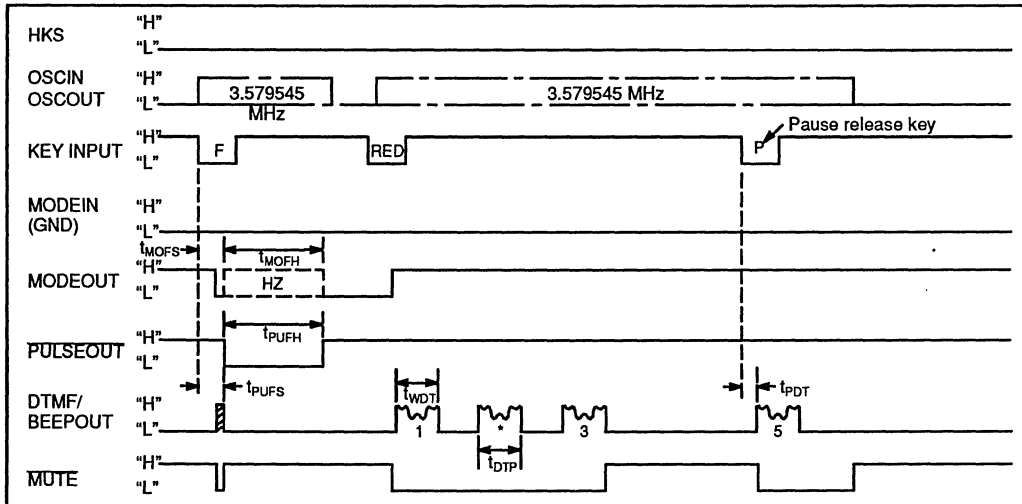 HKS "H"
"L"
OSCIN "H"
OSCOUT "L" 3.579545 MHz 3.579545 MHz
Pause release key
KEY INPUT "H" F RED P
"L"
MODEIN "H"
(GND) "L"
tMOFS tMOFH
MODEOUT "H" HZ
"L"
PULSEOUT "H" tPUFH
"L"
tPUFS tWDT tPDT
DTMF/ "H"
BEEPOUT "L" 1 * 3 5
tDTP
MUTE "H"
"L"